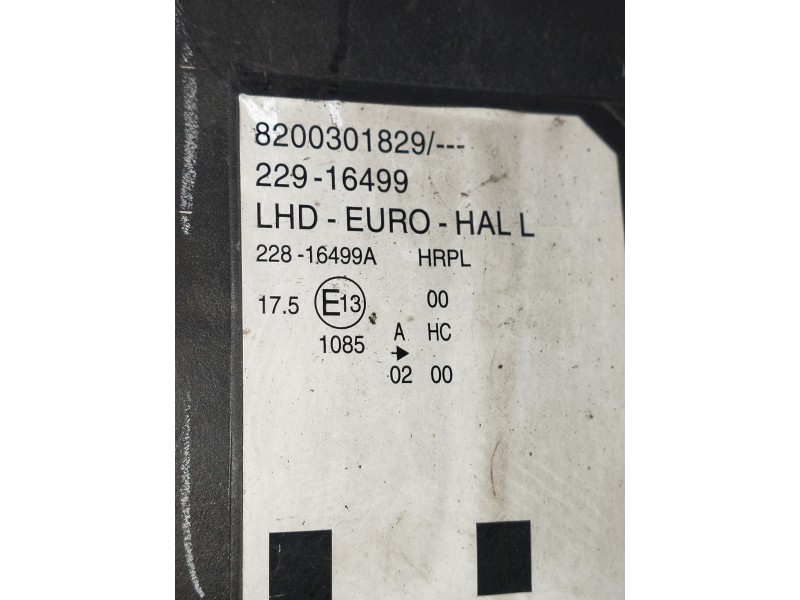 8200301829/---
229-16499
LHD - EURO - HAL L
228 -16499A HRPL
17.5 E13 00
1085 A HC
02 00